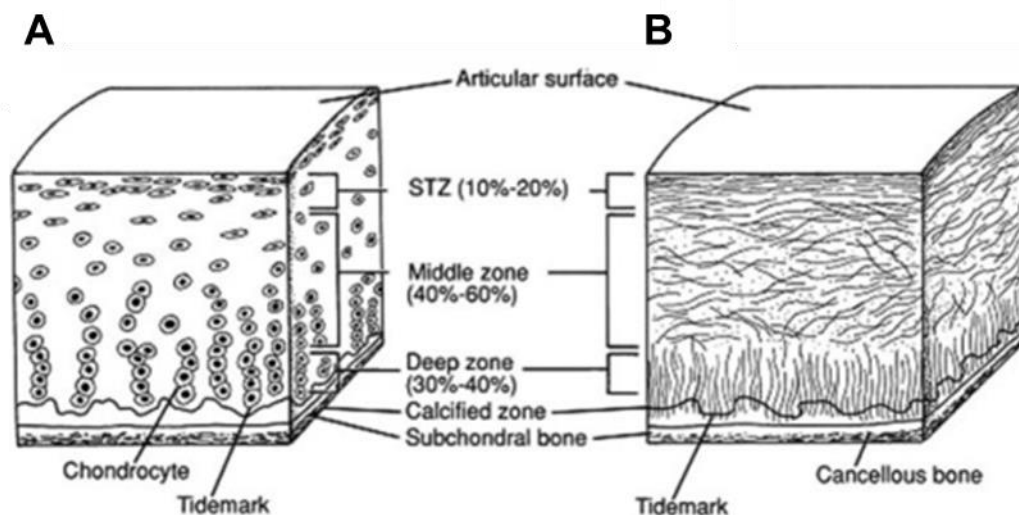 A
B
Articular surface
STZ (10%-20%)
Middle zone
(40%-60%)
Deep zone
(30%-40%)
Calcified zone
Subchondral bone
Chondrocyte
Tidemark
Cancellous bone
Tidemark